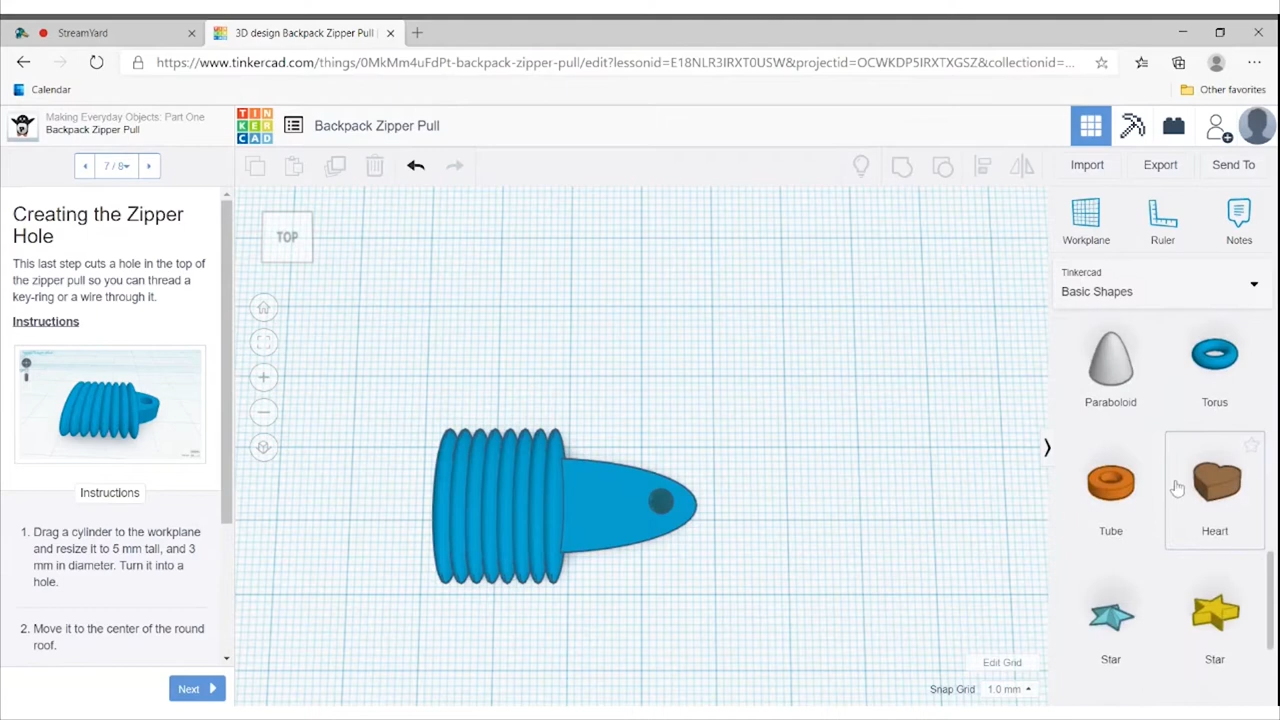 StreamYard
3D design Backpack Zipper Pull |
https://www.tinkercad.com/things/0MkMm4uFdPt-backpack-zipper-pull/edit?lessonid=E18NLR3IRXT0USW&projectid=OCWKDP5IRXTXGSZ&collectionid=...
Calendar
Other favorites
Making Everyday Objects: Part One
Backpack Zipper Pull
TIN
KER
CAD
Backpack Zipper Pull
7 / 8
Import
Export
Send To
Creating the Zipper
Hole
This last step cuts a hole in the top of
the zipper pull so you can thread a
key-ring or a wire through it.
Instructions
Instructions
1. Drag a cylinder to the workplane
and resize it to 5 mm tall, and 3
mm in diameter. Turn it into a
hole.
2. Move it to the center of the round
roof.
Next
TOP
Workplane
Ruler
Notes
Tinkercad
Basic Shapes
Paraboloid
Torus
Tube
Heart
Star
Star
Edit Grid
Snap Grid
1.0 mm